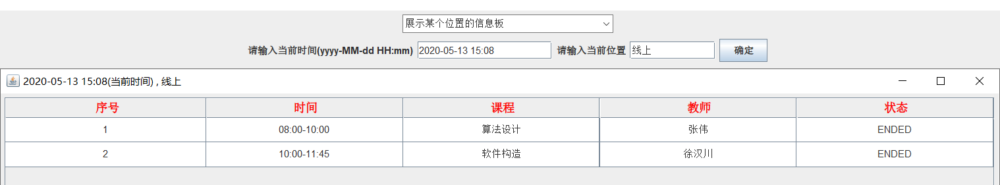 展示某个位置的信息板
请输入当前时间(yyyy-MM-dd HH:mm) 2020-05-13 15:08 请输入当前位置 线上 确定
2020-05-13 15:08(当前时间) , 线上
序号 时间 课程 教师 状态
1 08:00-10:00 算法设计 张伟 ENDED
2 10:00-11:45 软件构造 徐汉川 ENDED